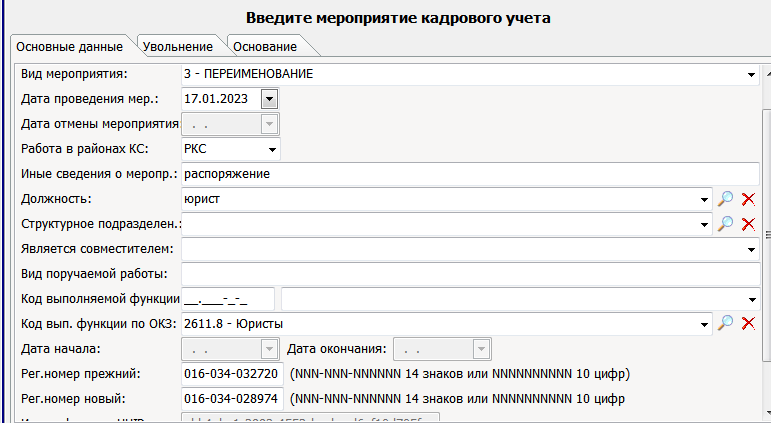 Введите мероприятие кадрового учета
Основные данные Увольнение Основание
Вид мероприятия: 3 - ПЕРЕИМЕНОВАНИЕ
Дата проведения мер.: 17.01.2023
Дата отмены мероприятия . .
Работа в районах КС: РКС
Иные сведения о меропр.: распоряжение
Должность: юрист
Структурное подразделен.:
Является совместителем:
Вид поручаемой работы:
Код выполняемой функции __.___-_-_
Код вып. функции по ОКЗ: 2611.8 - Юристы
Дата начала: . . Дата окончания: . .
Рег.номер прежний: 016-034-032720 (NNN-NNN-NNNNNN 14 знаков или NNNNNNNNNN 10 цифр)
Рег.номер новый: 016-034-028974 (NNN-NNN-NNNNNN 14 знаков или NNNNNNNNNN 10 цифр